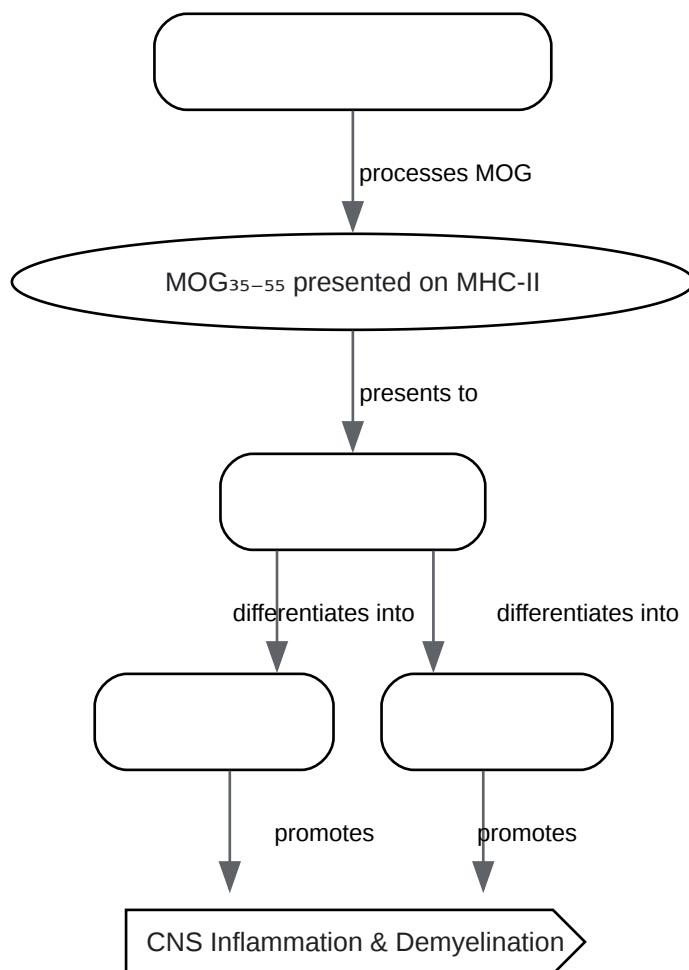 processes MOG
MOG₃₅₋₅₅ presented on MHC-II
presents to
differentiates into
differentiates into
promotes
promotes
CNS Inflammation & Demyelination